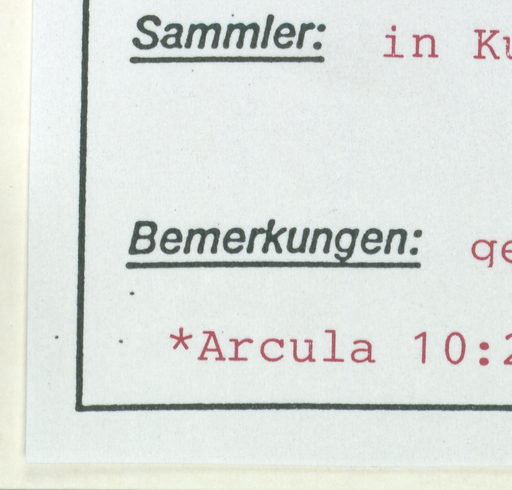 Sammler: in Ku
Bemerkungen: ge
*Arcula 10:2